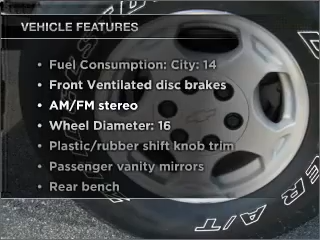 VEHICLE FEATURES
• Fuel Consumption: City: 14
• Front Ventilated disc brakes
• AM/FM stereo
• Wheel Diameter: 16
• Plastic/rubber shift knob trim
• Passenger vanity mirrors
• Rear bench
ER A/T